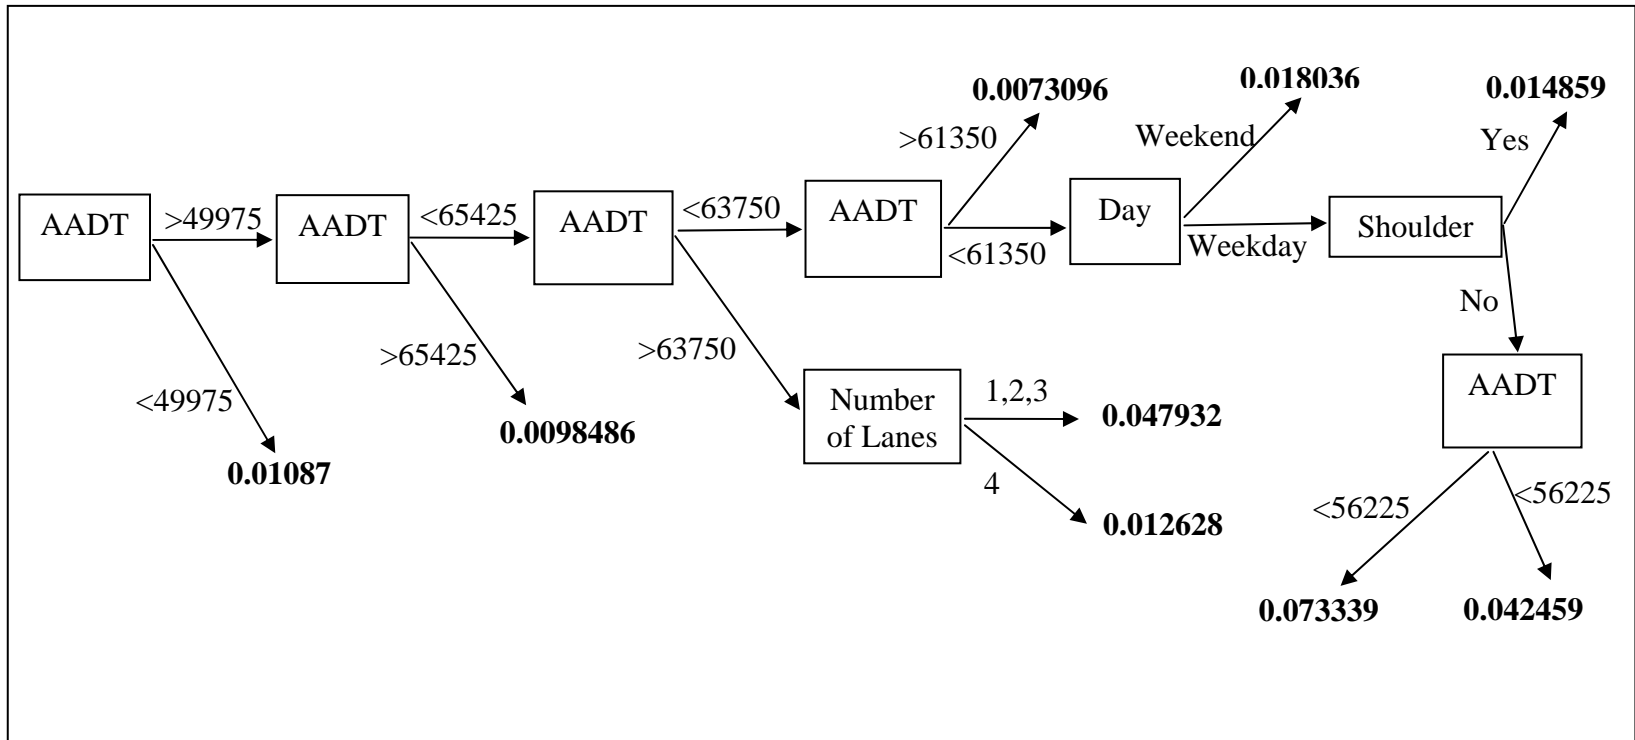 0.0073096
0.018036
0.014859
>61350
Weekend
Yes
AADT
>49975
AADT
<65425
AADT
<63750
AADT
<61350
Day
Weekday
Shoulder
No
<49975
>65425
>63750
0.01087
0.0098486
Number
of Lanes
1,2,3
0.047932
4
0.012628
AADT
<56225
<56225
0.073339
0.042459